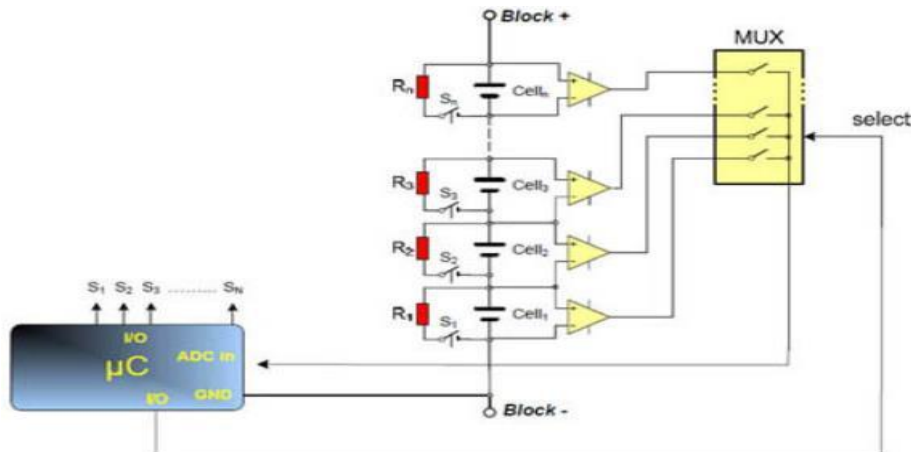 Block +
MUX
Rₙ
Sₙ
Cellₙ
select
R₃
S₃
Cell₃
R₂
S₂
Cell₂
R₁
S₁
Cell₁
S₁ S₂ S₃ ......... S_N
I/O
µC
ADC in
I/O
GND
Block -